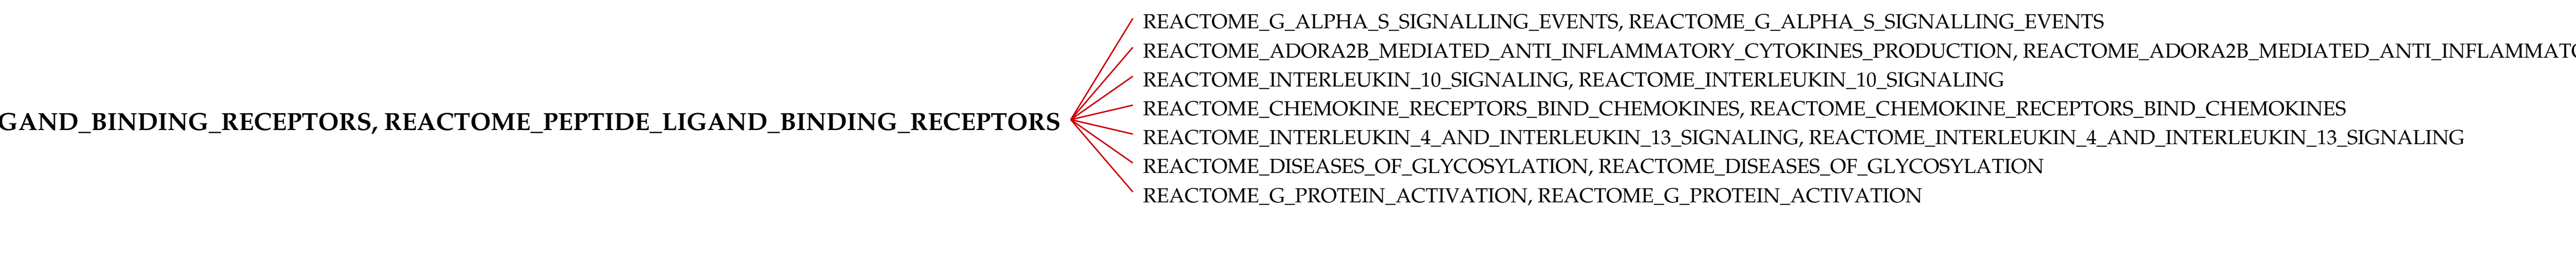 REACTOME_G_ALPHA_S_SIGNALLING_EVENTS, REACTOME_G_ALPHA_S_SIGNALLING_EVENTS
REACTOME_ADORA2B_MEDIATED_ANTI_INFLAMMATORY_CYTOKINES_PRODUCTION, REACTOME_ADORA2B_MEDIATED_ANTI_INFLAMMATO
REACTOME_INTERLEUKIN_10_SIGNALING, REACTOME_INTERLEUKIN_10_SIGNALING
REACTOME_CHEMOKINE_RECEPTORS_BIND_CHEMOKINES, REACTOME_CHEMOKINE_RECEPTORS_BIND_CHEMOKINES
GAND_BINDING_RECEPTORS, REACTOME_PEPTIDE_LIGAND_BINDING_RECEPTORS
REACTOME_INTERLEUKIN_4_AND_INTERLEUKIN_13_SIGNALING, REACTOME_INTERLEUKIN_4_AND_INTERLEUKIN_13_SIGNALING
REACTOME_DISEASES_OF_GLYCOSYLATION, REACTOME_DISEASES_OF_GLYCOSYLATION
REACTOME_G_PROTEIN_ACTIVATION, REACTOME_G_PROTEIN_ACTIVATION